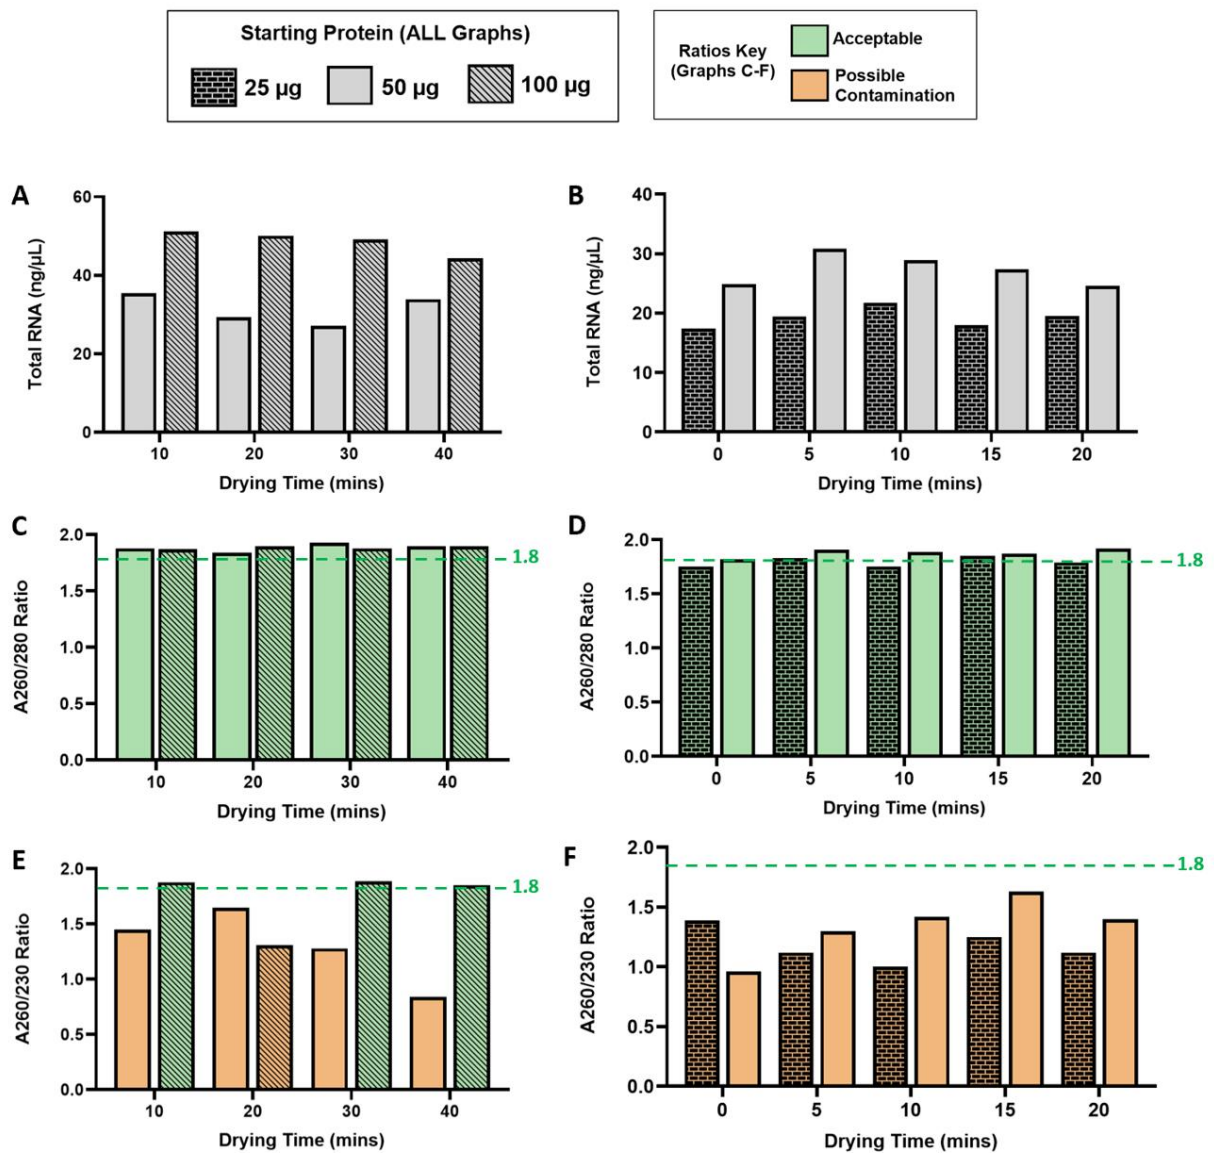 Starting Protein (ALL Graphs)
25 µg
50 µg
100 µg
Ratios Key
(Graphs C-F)
Acceptable
Possible
Contamination
A
60
40
20
0
Total RNA (ng/µL)
10 20 30 40
Drying Time (mins)
B
40
30
20
10
0
Total RNA (ng/µL)
0 5 10 15 20
Drying Time (mins)
C
2.0
1.5
1.0
0.5
0.0
A260/280 Ratio
1.8
10 20 30 40
Drying Time (mins)
D
2.0
1.5
1.0
0.5
0.0
A260/280 Ratio
1.8
0 5 10 15 20
Drying Time (mins)
E
2.0
1.5
1.0
0.5
0.0
A260/230 Ratio
1.8
10 20 30 40
Drying Time (mins)
F
2.0
1.5
1.0
0.5
0.0
A260/230 Ratio
1.8
0 5 10 15 20
Drying Time (mins)